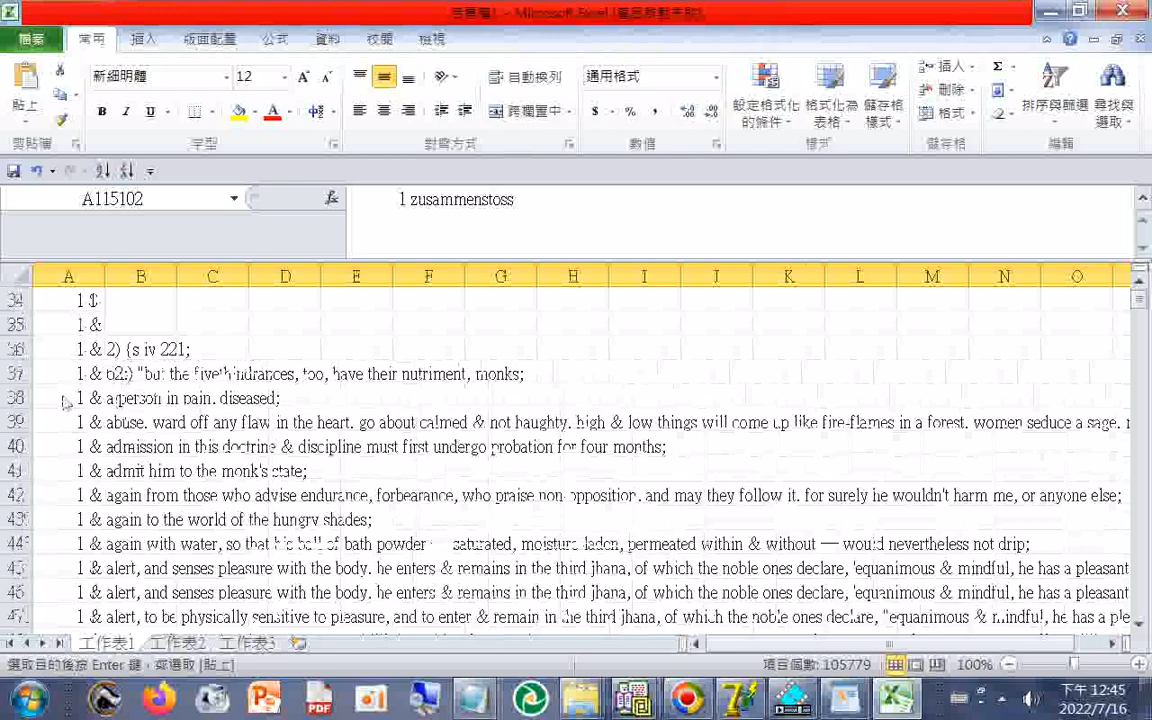 活頁簿1 - Microsoft Excel (產品啟動失敗)
檔案 常用 插入 版面配置 公式 資料 校閱 檢視
新細明體 12 自動換列 通用格式 插入 Σ
貼上 B I U 跨欄置中 $ % , 設定格式化的條件 格式化為表格 儲存格樣式 刪除 格式 排序與篩選 尋找與選取
剪貼簿 字型 對齊方式 數值 樣式 儲存格 編輯
A115102 fx 1 zusammenstoss
A B C D E F G H I J K L M N O
34 1 $
35 1 &
36 1 & 2) {s iv 221;
37 1 & b2:) "but the five hindrances, too, have their nutriment, monks;
38 1 & a person in pain. diseased;
39 1 & abuse. ward off any flaw in the heart. go about calmed & not haughty. high & low things will come up like fire-flames in a forest. women seduce a sage.
40 1 & admission in this doctrine & discipline must first undergo probation for four months;
41 1 & admit him to the monk's state;
42 1 & again from those who advise endurance, forbearance, who praise non-opposition. and may they follow it. for surely he wouldn't harm me, or anyone else;
43 1 & again to the world of the hungry shades;
44 1 & again with water, so that his ball of bath powder — saturated, moisture-laden, permeated within & without — would nevertheless not drip;
45 1 & alert, and senses pleasure with the body. he enters & remains in the third jhana, of which the noble ones declare, 'equanimous & mindful, he has a pleasant
46 1 & alert, and senses pleasure with the body. he enters & remains in the third jhana, of which the noble ones declare, 'equanimous & mindful, he has a pleasant
47 1 & alert, to be physically sensitive to pleasure, and to enter & remain in the third jhana, of which the noble ones declare, "equanimous & mindful, he has a ple
工作表1 工作表2 工作表3
選取目的後按 Enter 鍵，或選取 [貼上] 項目個數: 105779 100%
下午 12:45
2022/7/16